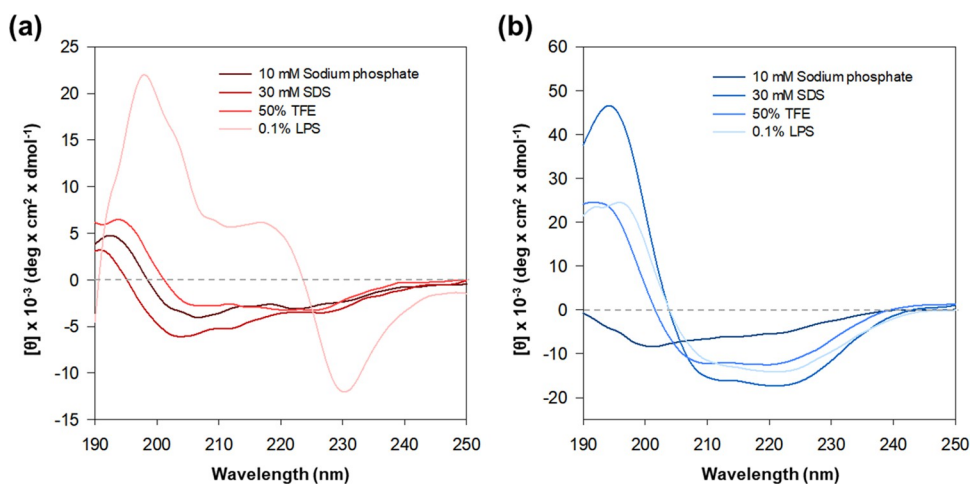 (a)
25
20
15
10
5
0
-5
-10
-15
190 200 210 220 230 240 250
[θ] x 10⁻³ (deg x cm² x dmol⁻¹)
Wavelength (nm)
10 mM Sodium phosphate
30 mM SDS
50% TFE
0.1% LPS
(b)
60
50
40
30
20
10
0
-10
-20
190 200 210 220 230 240 250
[θ] x 10⁻³ (deg x cm² x dmol⁻¹)
Wavelength (nm)
10 mM Sodium phosphate
30 mM SDS
50% TFE
0.1% LPS